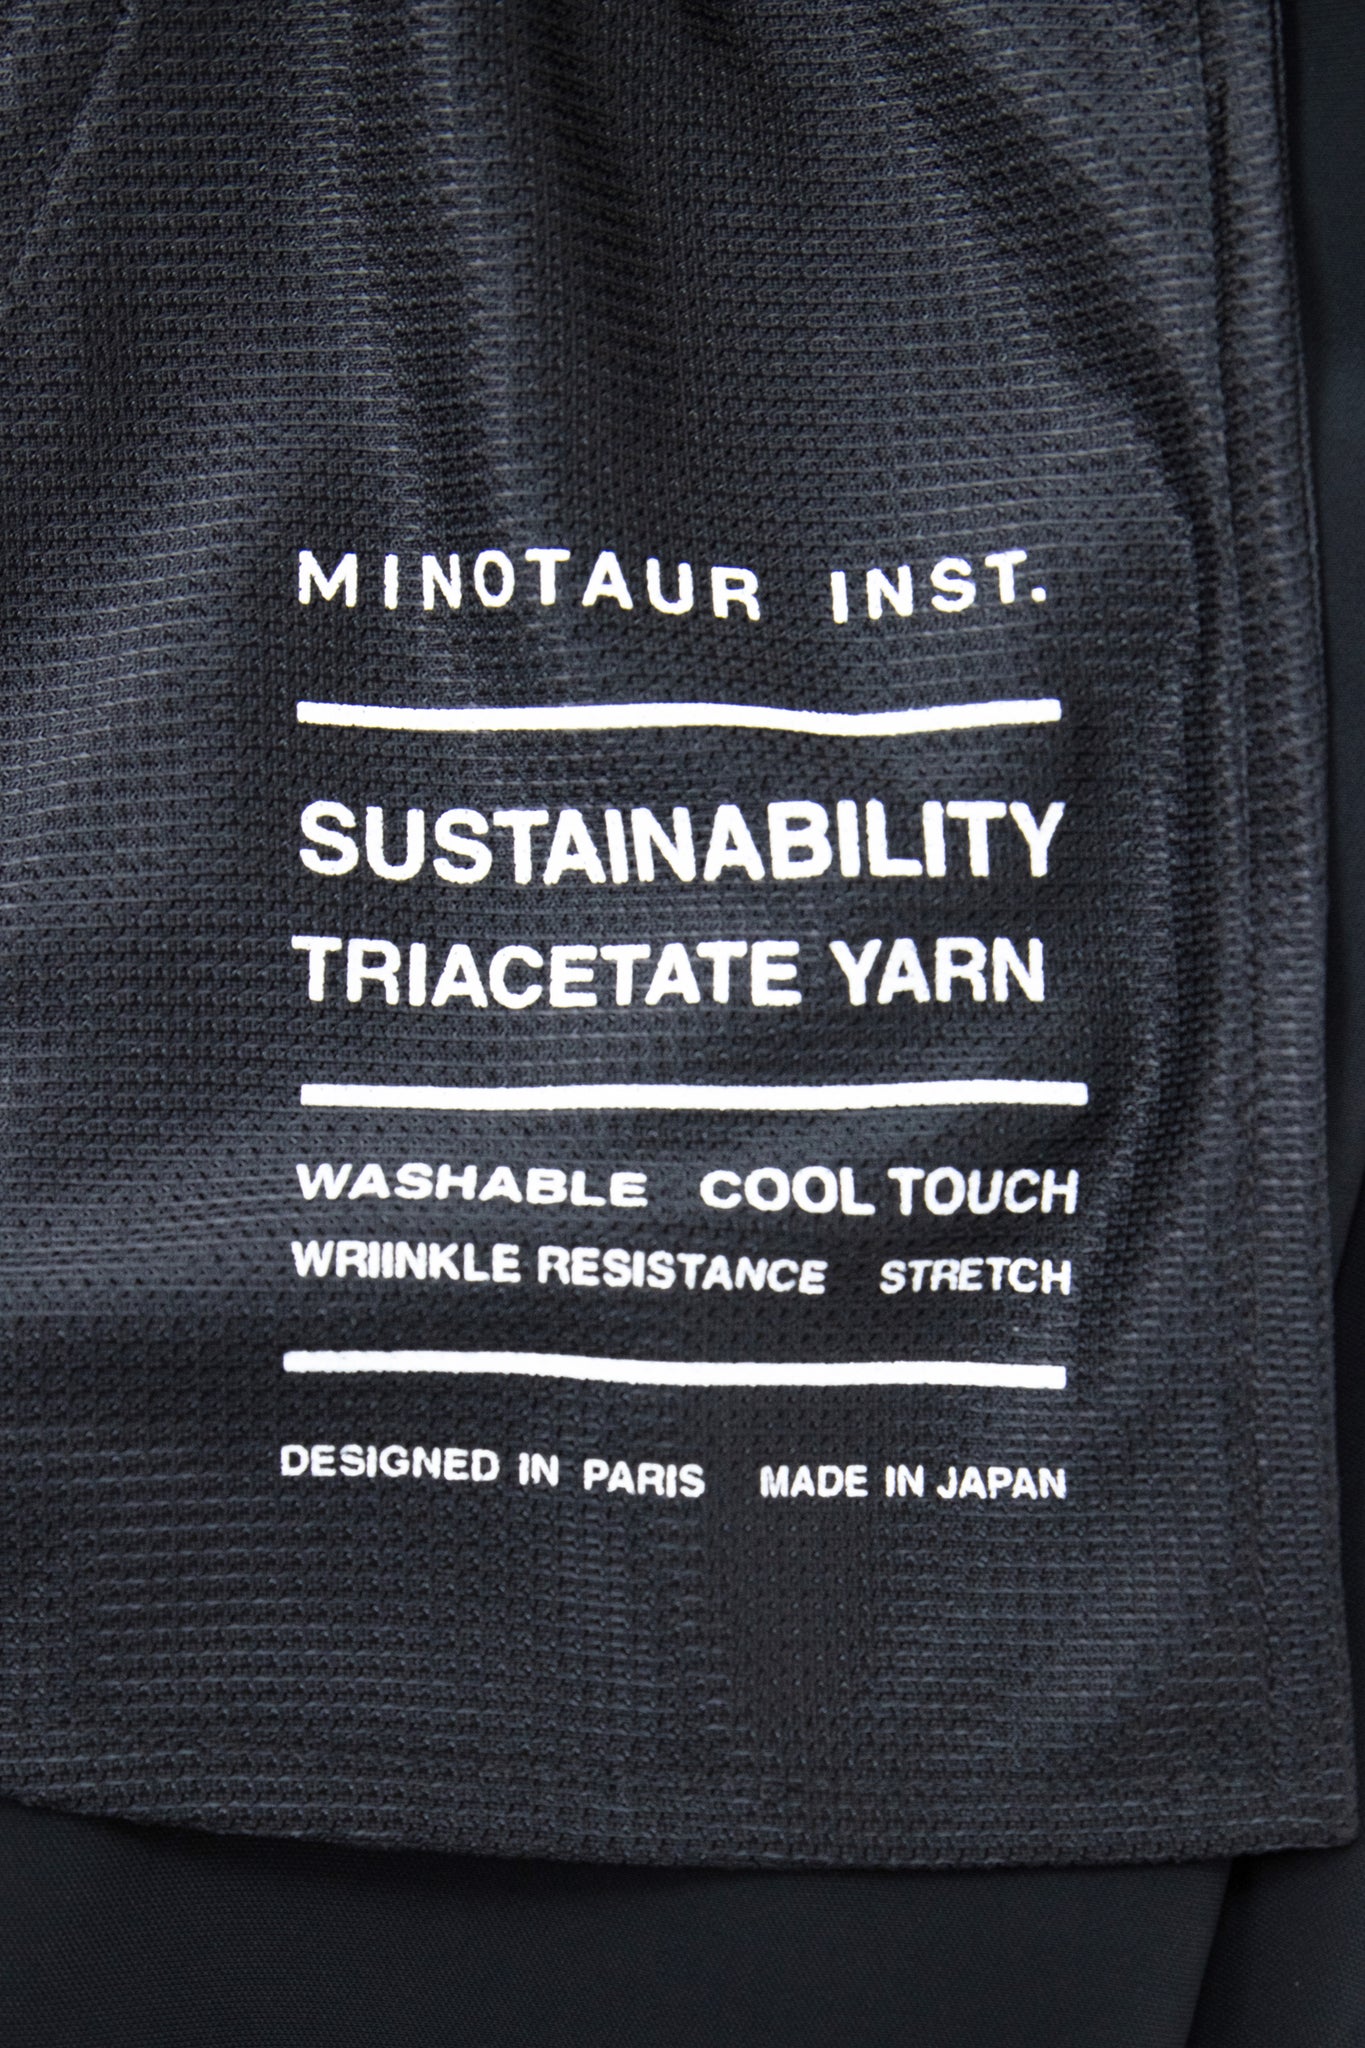 MINOTAUR INST.
SUSTAINABILITY
TRIACETATE YARN
WASHABLE COOL TOUCH
WRIINKLE RESISTANCE STRETCH
DESIGNED IN PARIS MADE IN JAPAN